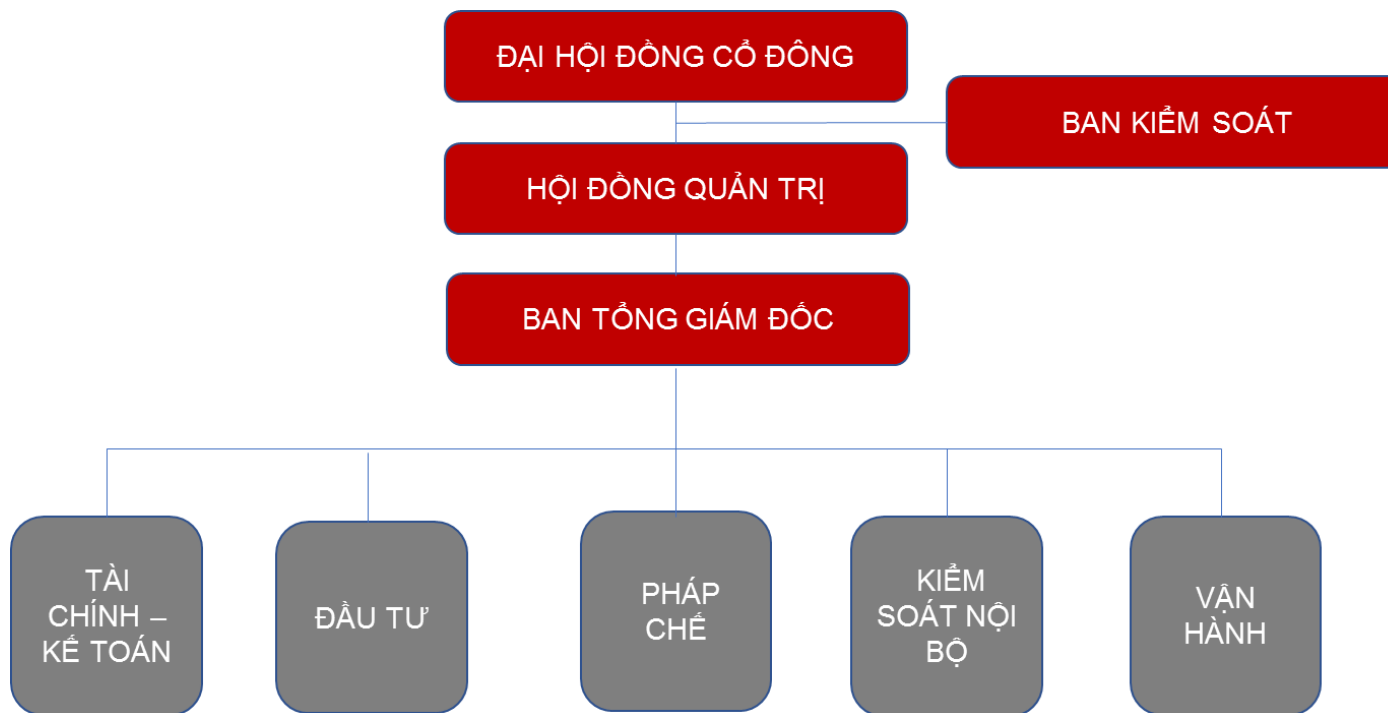 ĐẠI HỘI ĐỒNG CỔ ĐÔNG
BAN KIỂM SOÁT
HỘI ĐỒNG QUẢN TRỊ
BAN TỔNG GIÁM ĐỐC
TÀI
CHÍNH –
KẾ TOÁN
ĐẦU TƯ
PHÁP
CHẾ
KIỂM
SOÁT NỘI
BỘ
VẬN
HÀNH